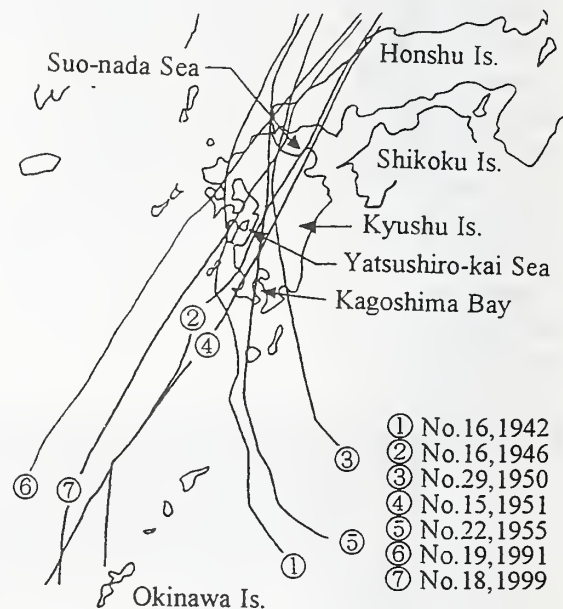 Suo-nada Sea
Honshu Is.
Shikoku Is.
Kyushu Is.
Yatsushiro-kai Sea
Kagoshima Bay
②
④
③
⑥
⑦
⑤
①
Okinawa Is.
① No.16,1942
② No.16,1946
③ No.29,1950
④ No.15,1951
⑤ No.22,1955
⑥ No.19,1991
⑦ No.18,1999